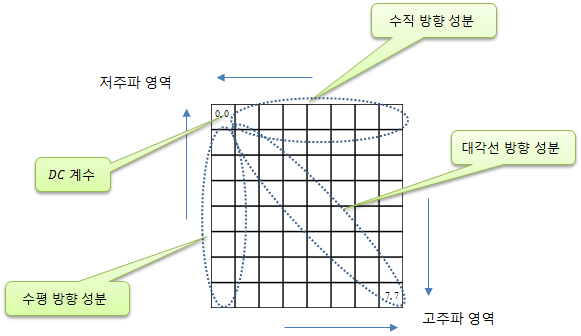 수직 방향 성분
저주파 영역
0,0
대각선 방향 성분
DC 계수
수평 방향 성분
7,7
고주파 영역